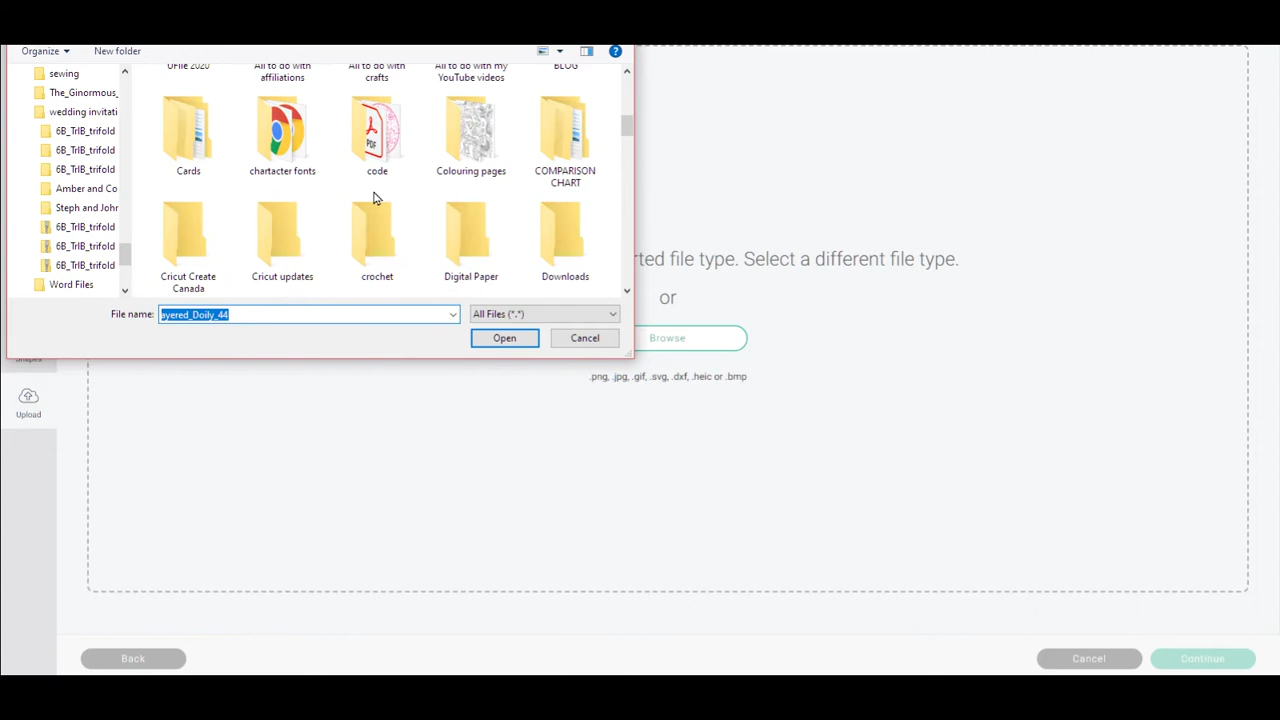 Organize
New folder
sewing
The_Ginormous_
wedding invitati
6B_TrIB_trifold
6B_TrIB_trifold
6B_TrIB_trifold
Amber and Co
Steph and John
6B_TrIB_trifold
6B_TrIB_trifold
6B_TrIB_trifold
Word Files
UFile 2020
All to do with
affiliations
All to do with
crafts
All to do with my
YouTube videos
BLOG
Cards
chartacter fonts
PDF
code
Colouring pages
COMPARISON
CHART
Cricut Create
Canada
Cricut updates
crochet
Digital Paper
Downloads
File name:
ayered_Doily_44
All Files (*.*)
Open
Cancel
rted file type. Select a different file type.
or
Browse
.png, .jpg, .gif, .svg, .dxf, .heic or .bmp
Shapes
Upload
Back
Cancel
Continue